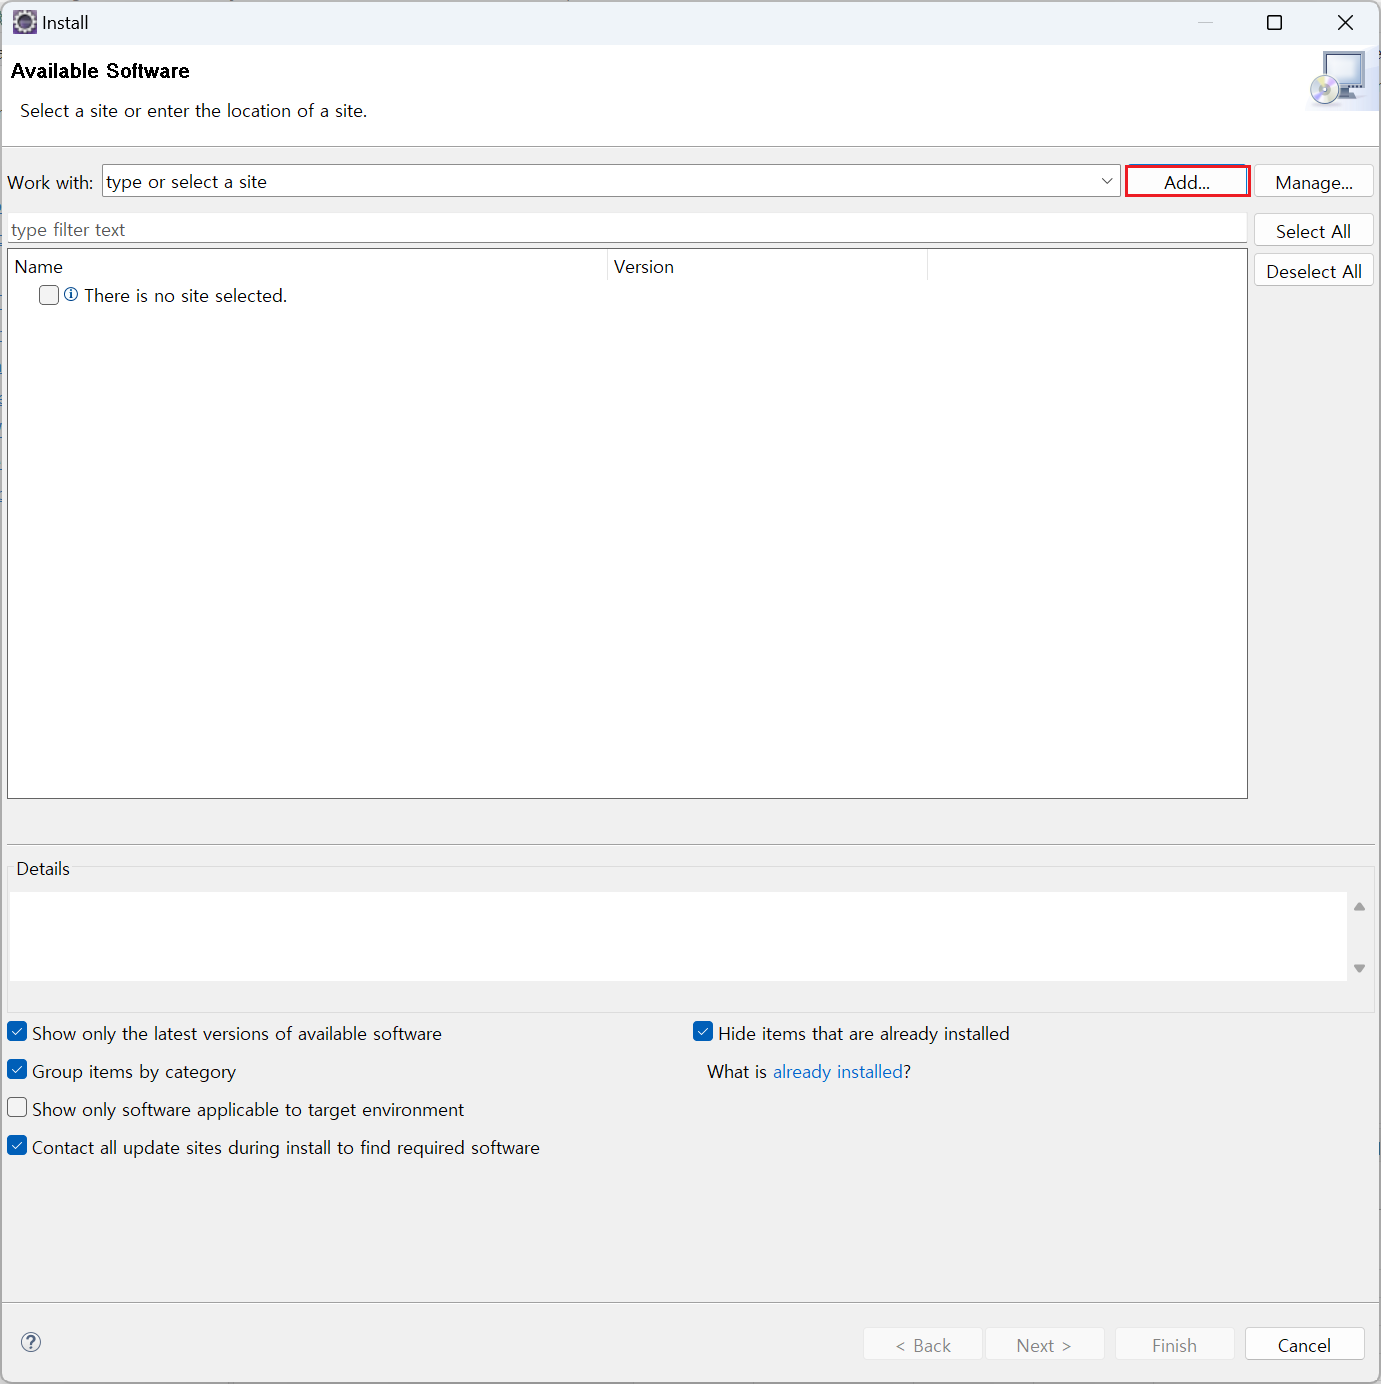 Install
Available Software
Select a site or enter the location of a site.
Work with: type or select a site Add... Manage...
type filter text Select All
Name Version Deselect All
There is no site selected.
Details
Show only the latest versions of available software Hide items that are already installed
Group items by category What is already installed?
Show only software applicable to target environment
Contact all update sites during install to find required software
? < Back Next > Finish Cancel